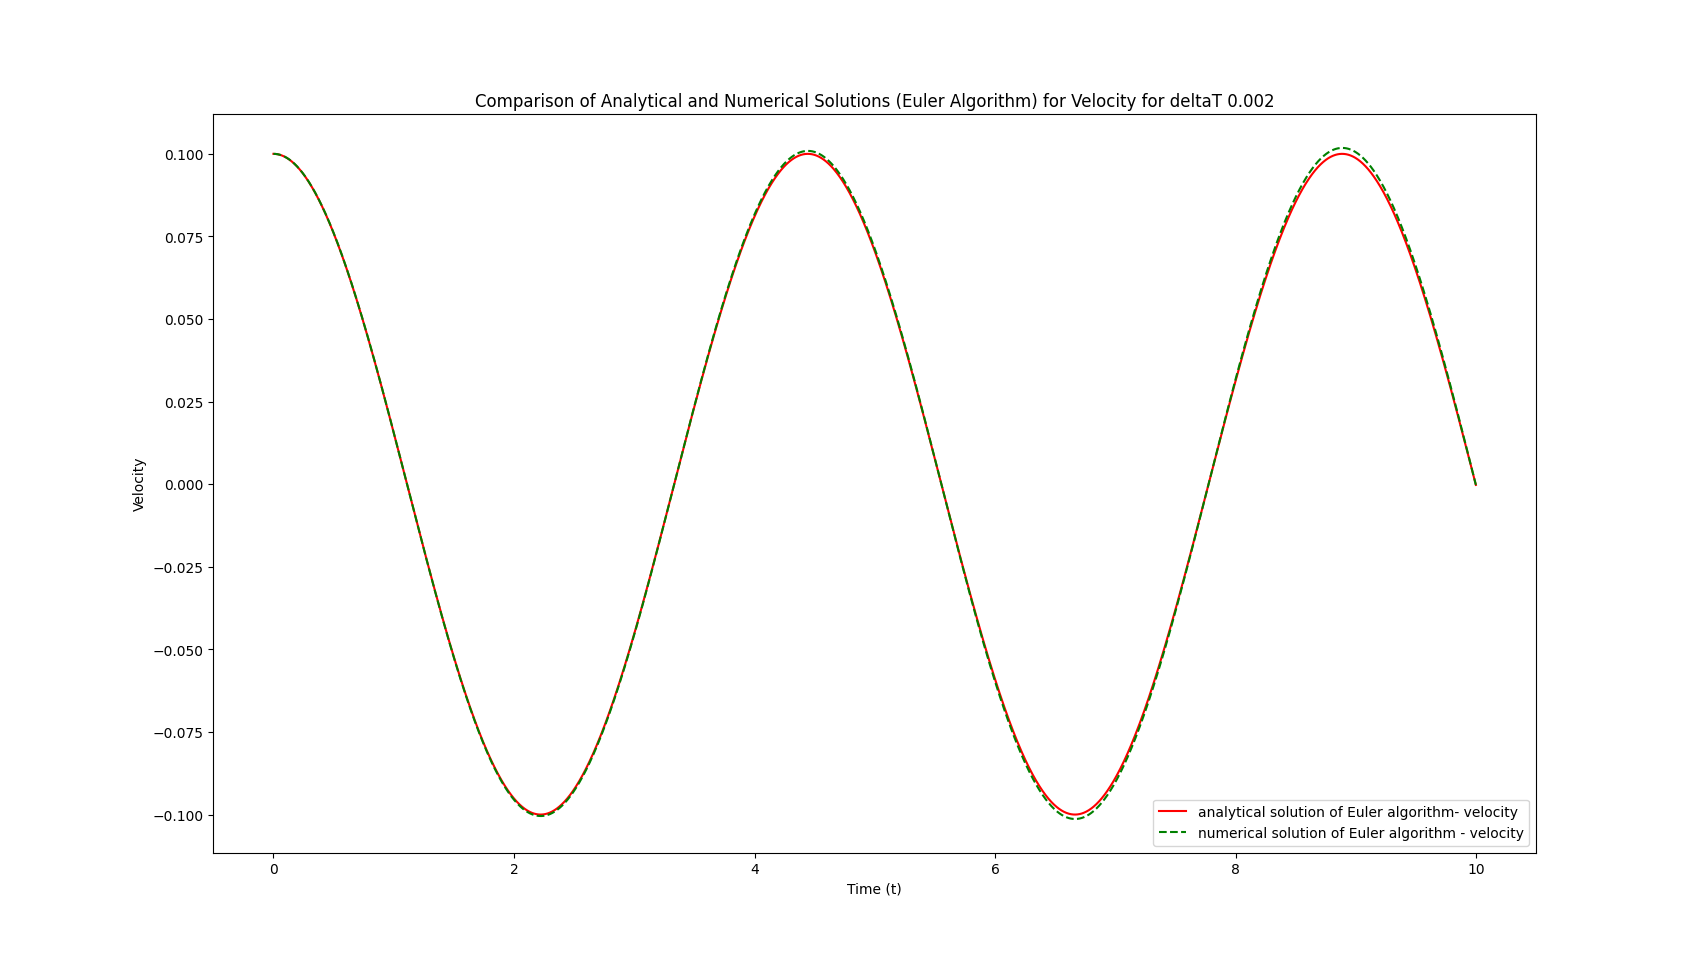 Comparison of Analytical and Numerical Solutions (Euler Algorithm) for Velocity for deltaT 0.002
0.100
0.075
0.050
0.025
0.000
−0.025
−0.050
−0.075
−0.100
Velocity
analytical solution of Euler algorithm- velocity
numerical solution of Euler algorithm - velocity
0 2 4 6 8 10
Time (t)